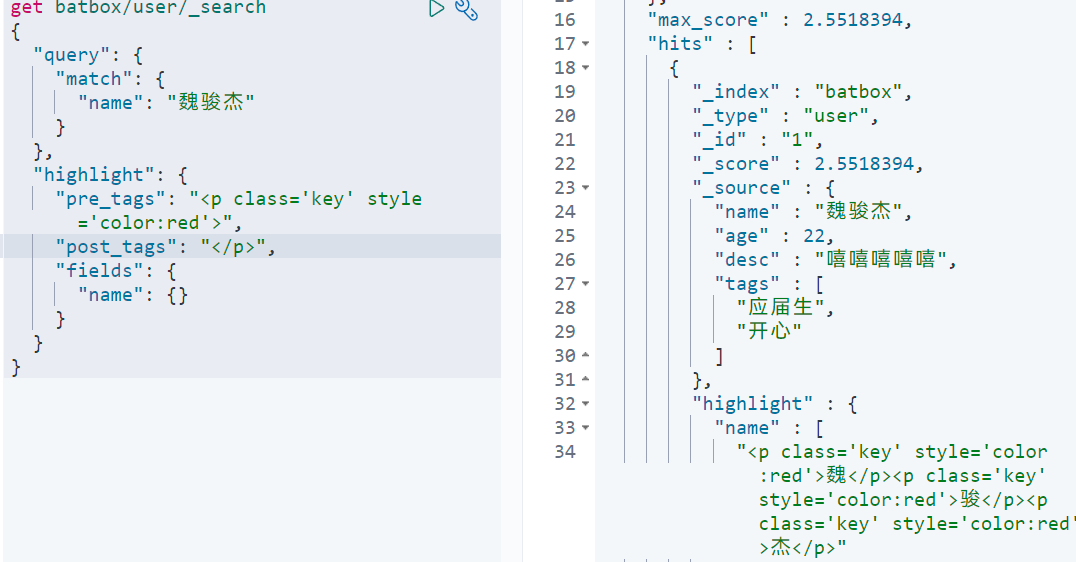 get batbox/user/_search
{
"query": {
"match": {
"name": "魏骏杰"
}
},
"highlight": {
"pre_tags": "<p class='key' style
='color:red'>",
"post_tags": "</p>",
"fields": {
"name": {}
}
}
}
16 "max_score" : 2.5518394,
17 "hits" : [
18 {
19 "_index" : "batbox",
20 "_type" : "user",
21 "_id" : "1",
22 "_score" : 2.5518394,
23 "_source" : {
24 "name" : "魏骏杰",
25 "age" : 22,
26 "desc" : "嘻嘻嘻嘻嘻",
27 "tags" : [
28 "应届生",
29 "开心"
30 ]
31 },
32 "highlight" : {
33 "name" : [
34 "<p class='key' style='color
:red'>魏</p><p class='key'
style='color:red'>骏</p><p
class='key' style='color:red'
>杰</p>"